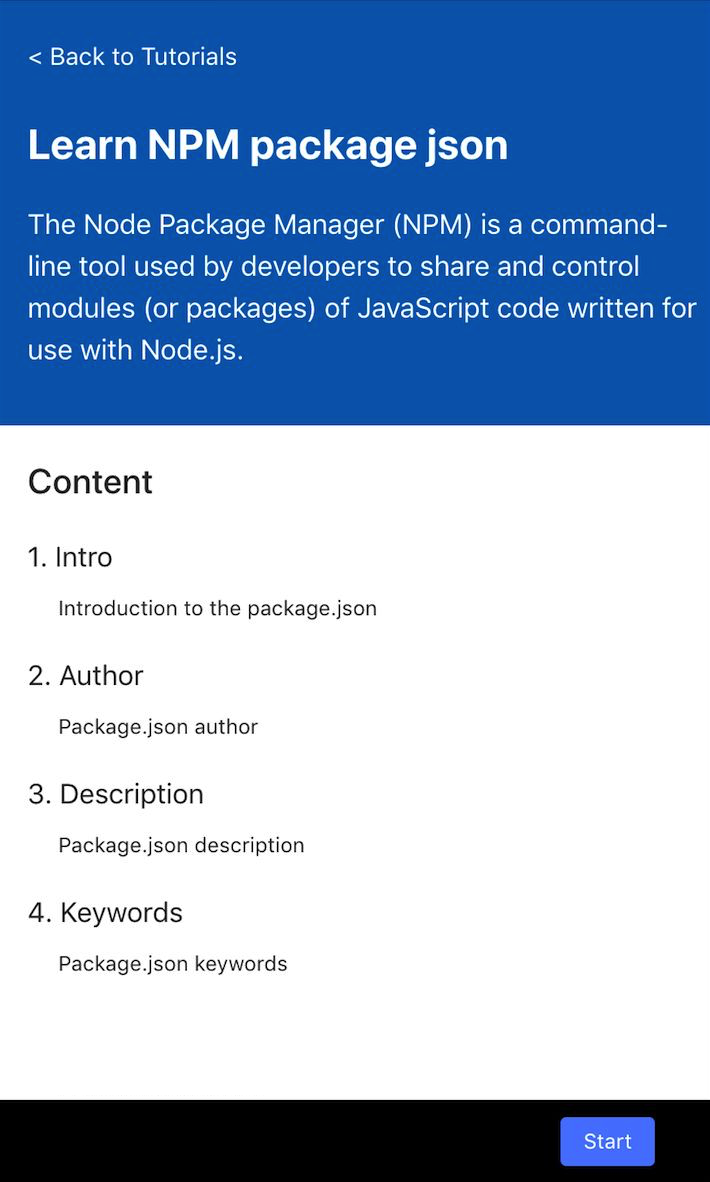 < Back to Tutorials
Learn NPM package json
The Node Package Manager (NPM) is a command-
line tool used by developers to share and control
modules (or packages) of JavaScript code written for
use with Node.js.
Content
1. Intro
Introduction to the package.json
2. Author
Package.json author
3. Description
Package.json description
4. Keywords
Package.json keywords
Start